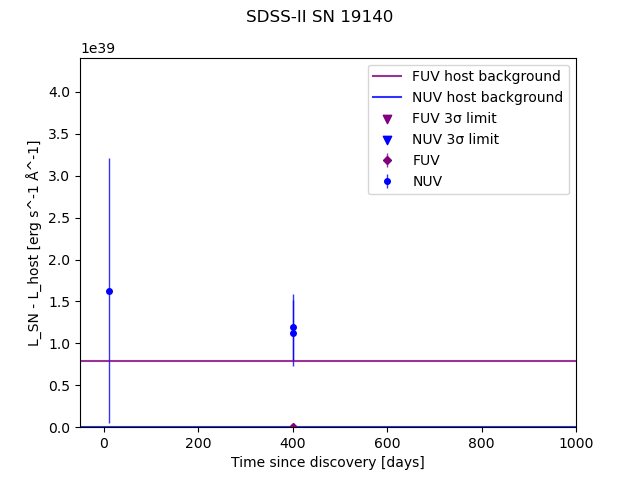 SDSS-II SN 19140
1e39
FUV host background
NUV host background
FUV 3σ limit
NUV 3σ limit
FUV
NUV
L_SN - L_host [erg s^-1 Å^-1]
4.0
3.5
3.0
2.5
2.0
1.5
1.0
0.5
0.0
0 200 400 600 800 1000
Time since discovery [days]